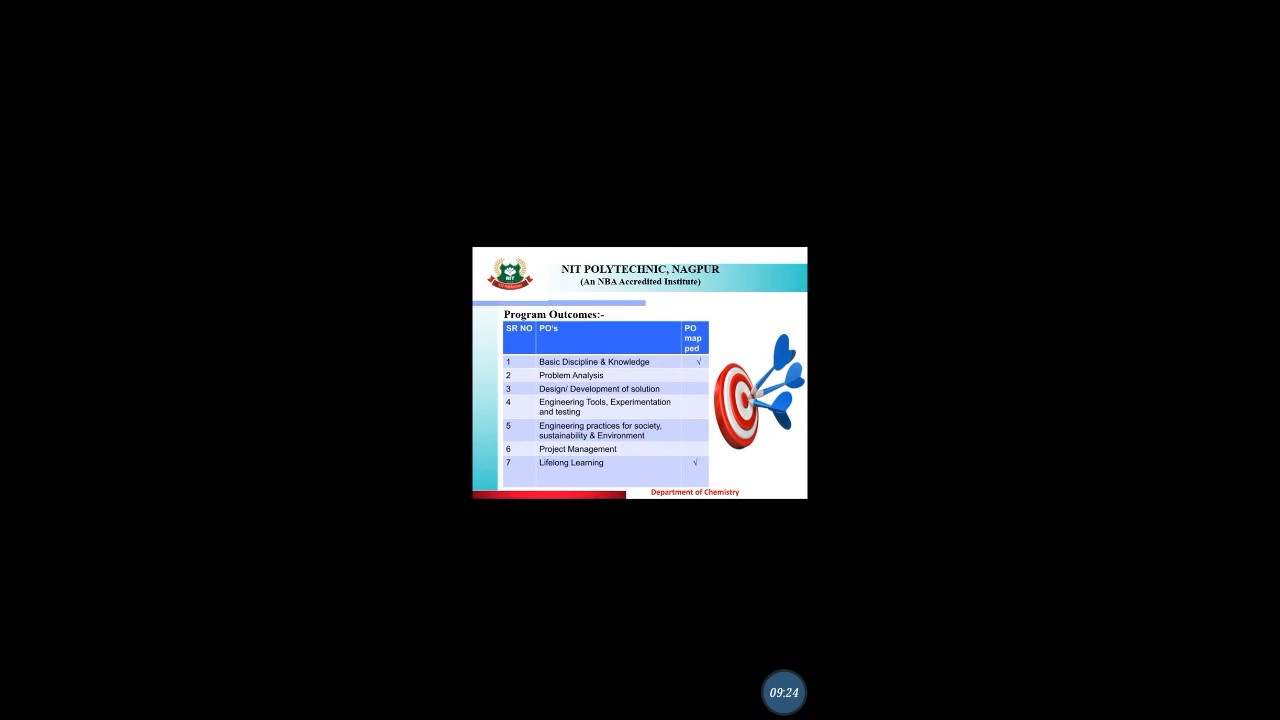 NIT POLYTECHNIC, NAGPUR
(An NBA Accredited Institute)
NIT
Program Outcomes:-
SR NO PO's PO
map
ped
1 Basic Discipline & Knowledge √
2 Problem Analysis
3 Design/ Development of solution
4 Engineering Tools, Experimentation
and testing
5 Engineering practices for society,
sustainability & Environment
6 Project Management
7 Lifelong Learning √
Department of Chemistry
09:24